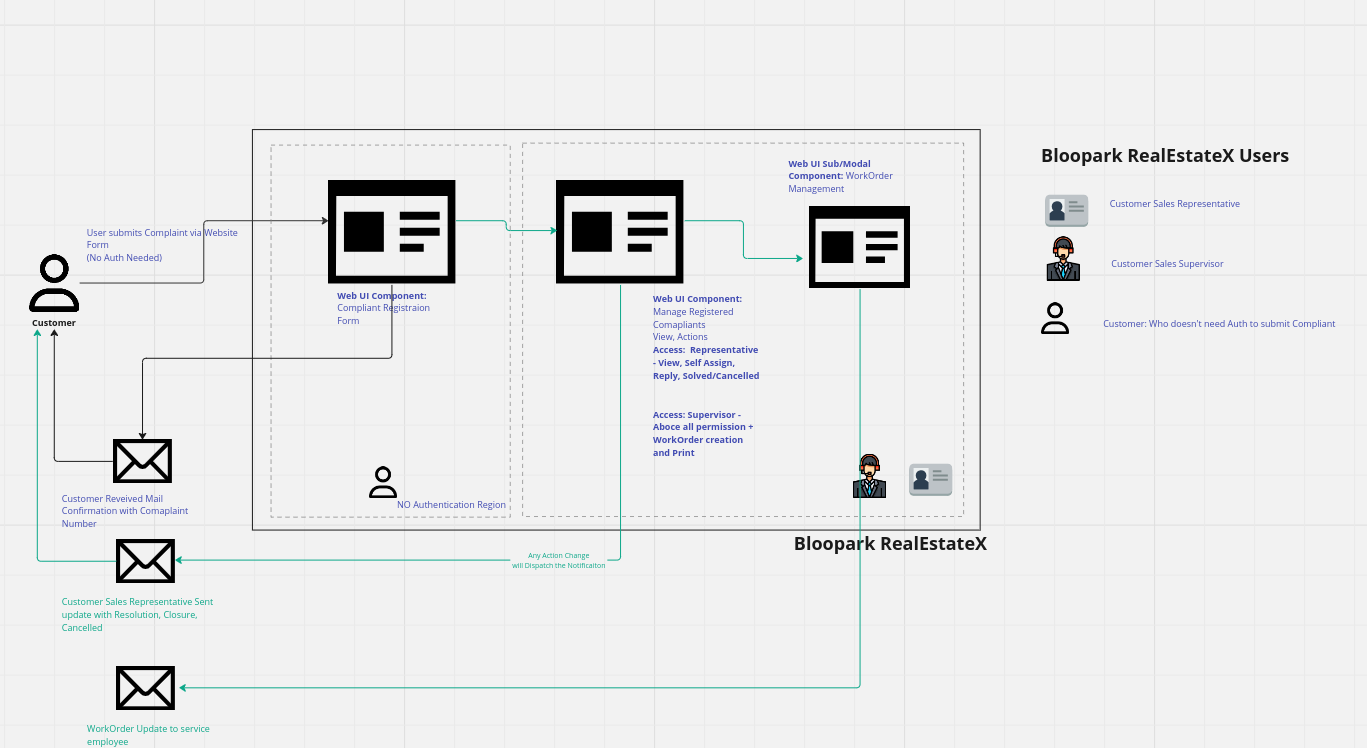 Bloopark RealEstateX Users
Customer Sales Representative
Customer Sales Supervisor
Customer: Who doesn't need Auth to submit Compliant
User submits Complaint via Website
Form
(No Auth Needed)
Customer
Web UI Component:
Compliant Registraion
Form
NO Authentication Region
Web UI Component:
Manage Registered
Comapliants
View, Actions
Access:  Representative
- View, Self Assign,
Reply, Solved/Cancelled
Access: Supervisor -
Aboce all permission +
WorkOrder creation
and Print
Web UI Sub/Modal
Component: WorkOrder
Management
Bloopark RealEstateX
Customer Reveived Mail
Confirmation with Comaplaint
Number
Any Action Change
will Dispatch the Notificaiton
Customer Sales Representative Sent
update with Resolution, Closure,
Cancelled
WorkOrder Update to service
employee